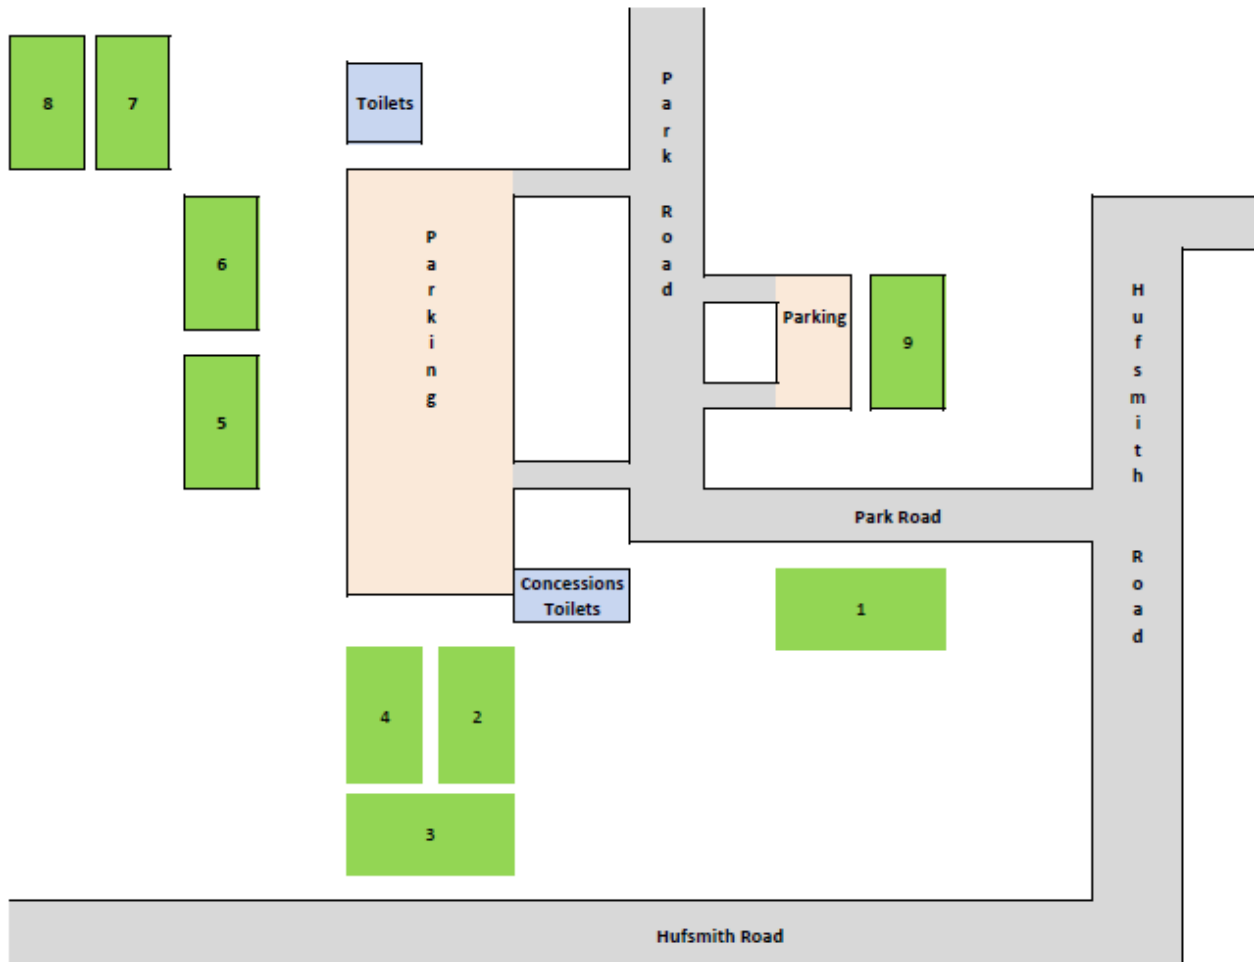 8
7
Toilets
Park Road
6
Parking
Parking
9
Hufsmith Road
5
Park Road
Concessions
Toilets
1
4
2
3
Hufsmith Road